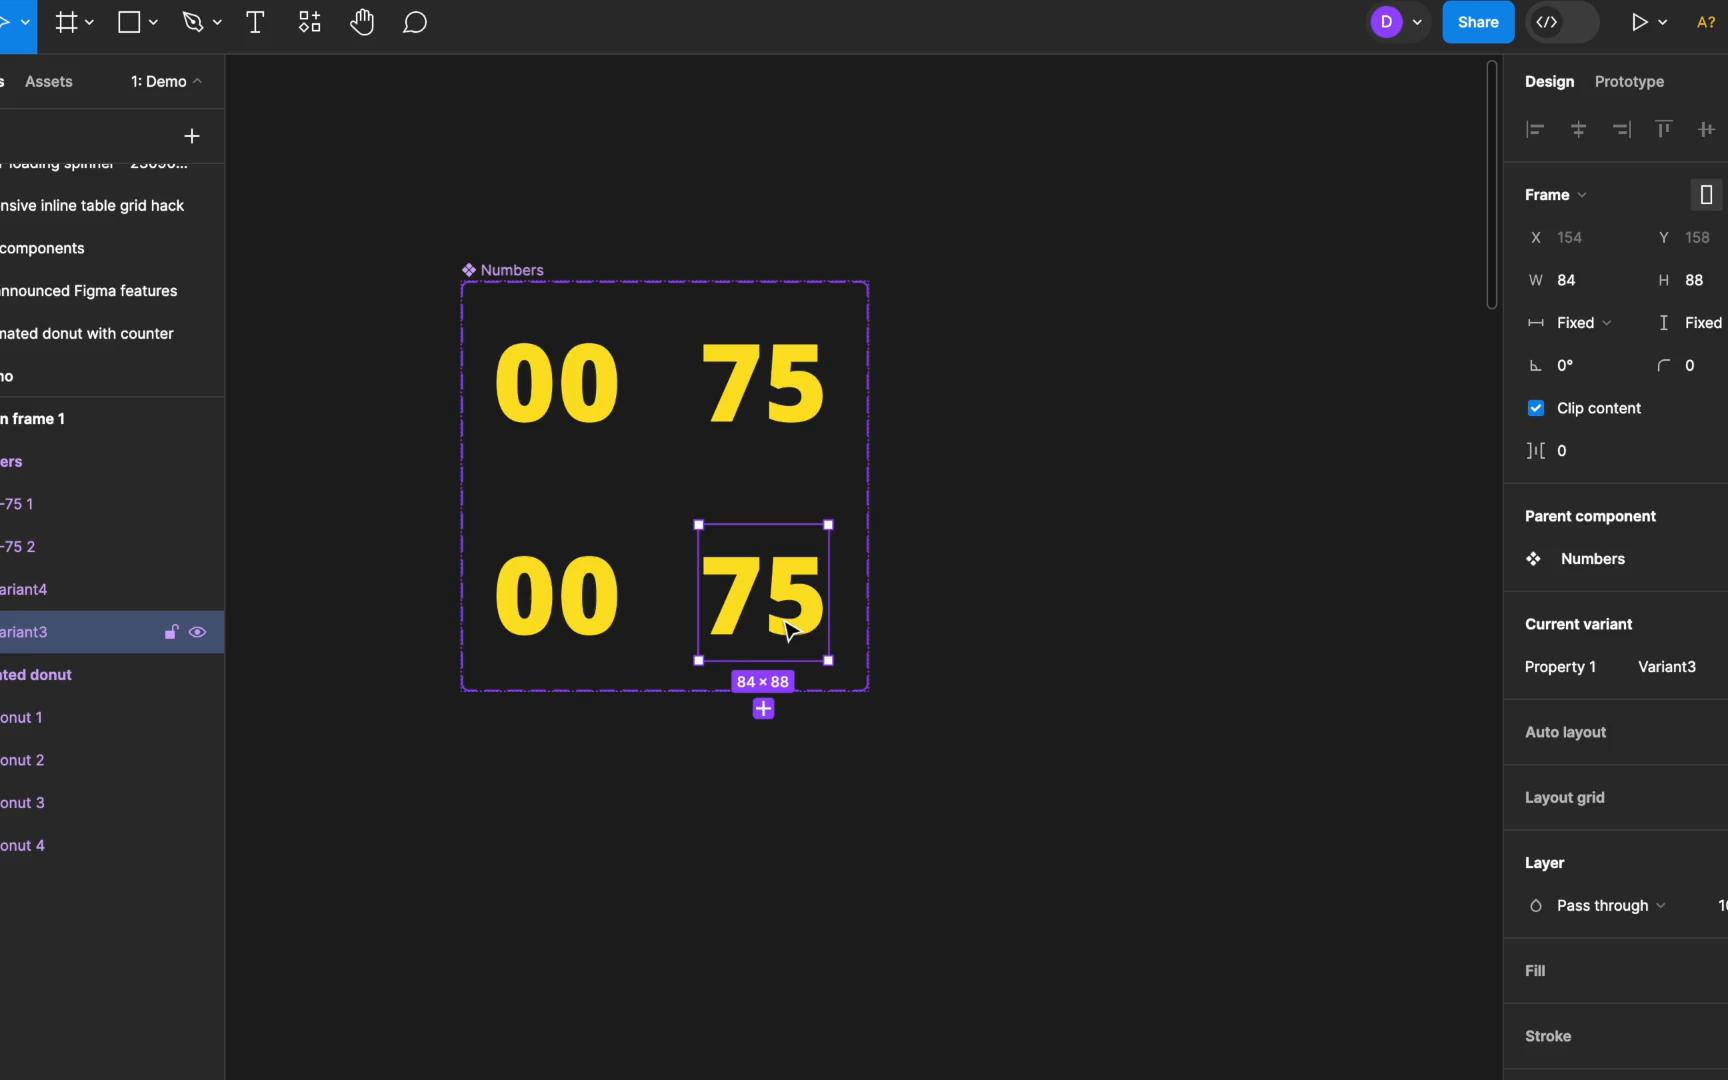 D
Share
A?
s
Assets
1: Demo
Design
Prototype
nsive inline table grid hack
components
nnounced Figma features
nated donut with counter
no
n frame 1
ers
-75 1
-75 2
ariant4
ariant3
ted donut
onut 1
onut 2
onut 3
onut 4
Numbers
00
75
00
75
84 × 88
Frame
X 154
Y 158
W 84
H 88
Fixed
Fixed
0°
0
Clip content
0
Parent component
Numbers
Current variant
Property 1
Variant3
Auto layout
Layout grid
Layer
Pass through
10
Fill
Stroke